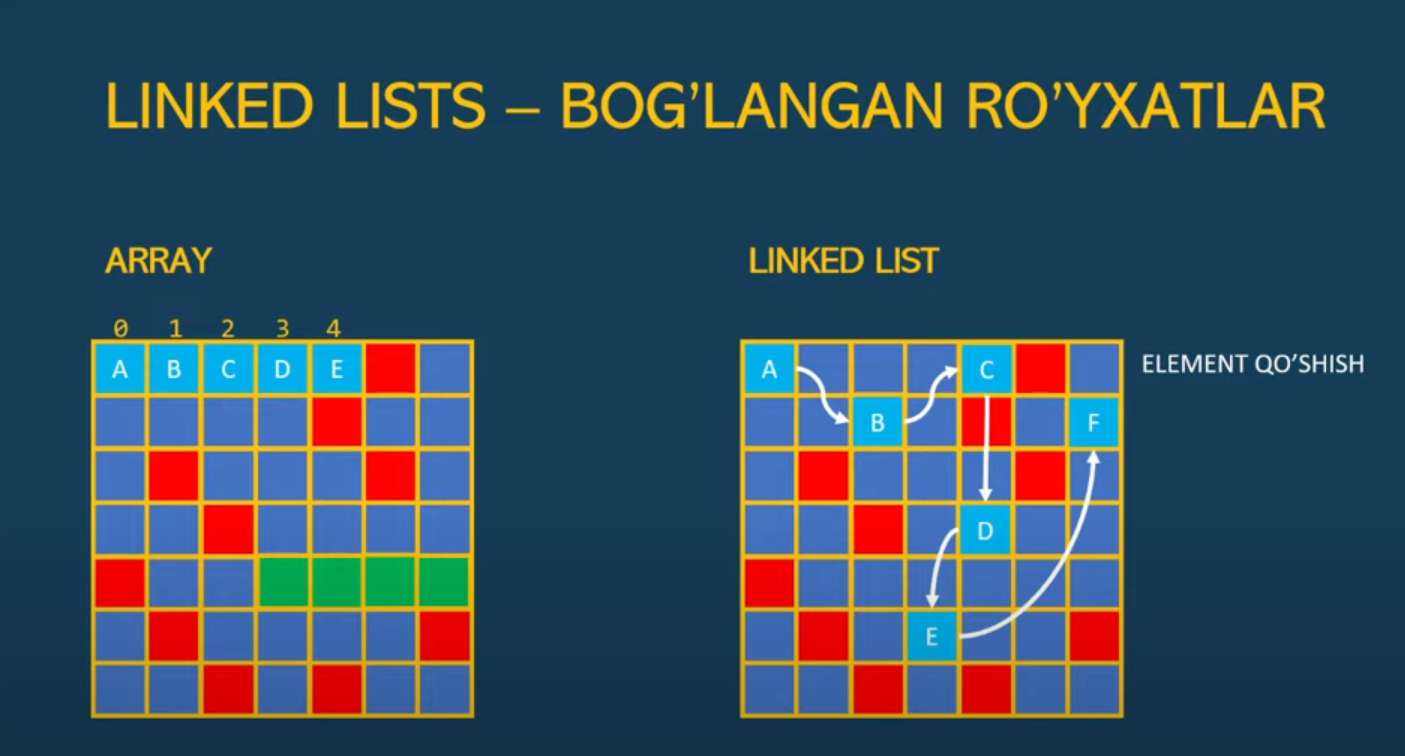 LINKED LISTS – BOG’LANGAN RO’YXATLAR
ARRAY
0 1 2 3 4
A B C D E
LINKED LIST
A C
ELEMENT QO’SHISH
B F
D
E